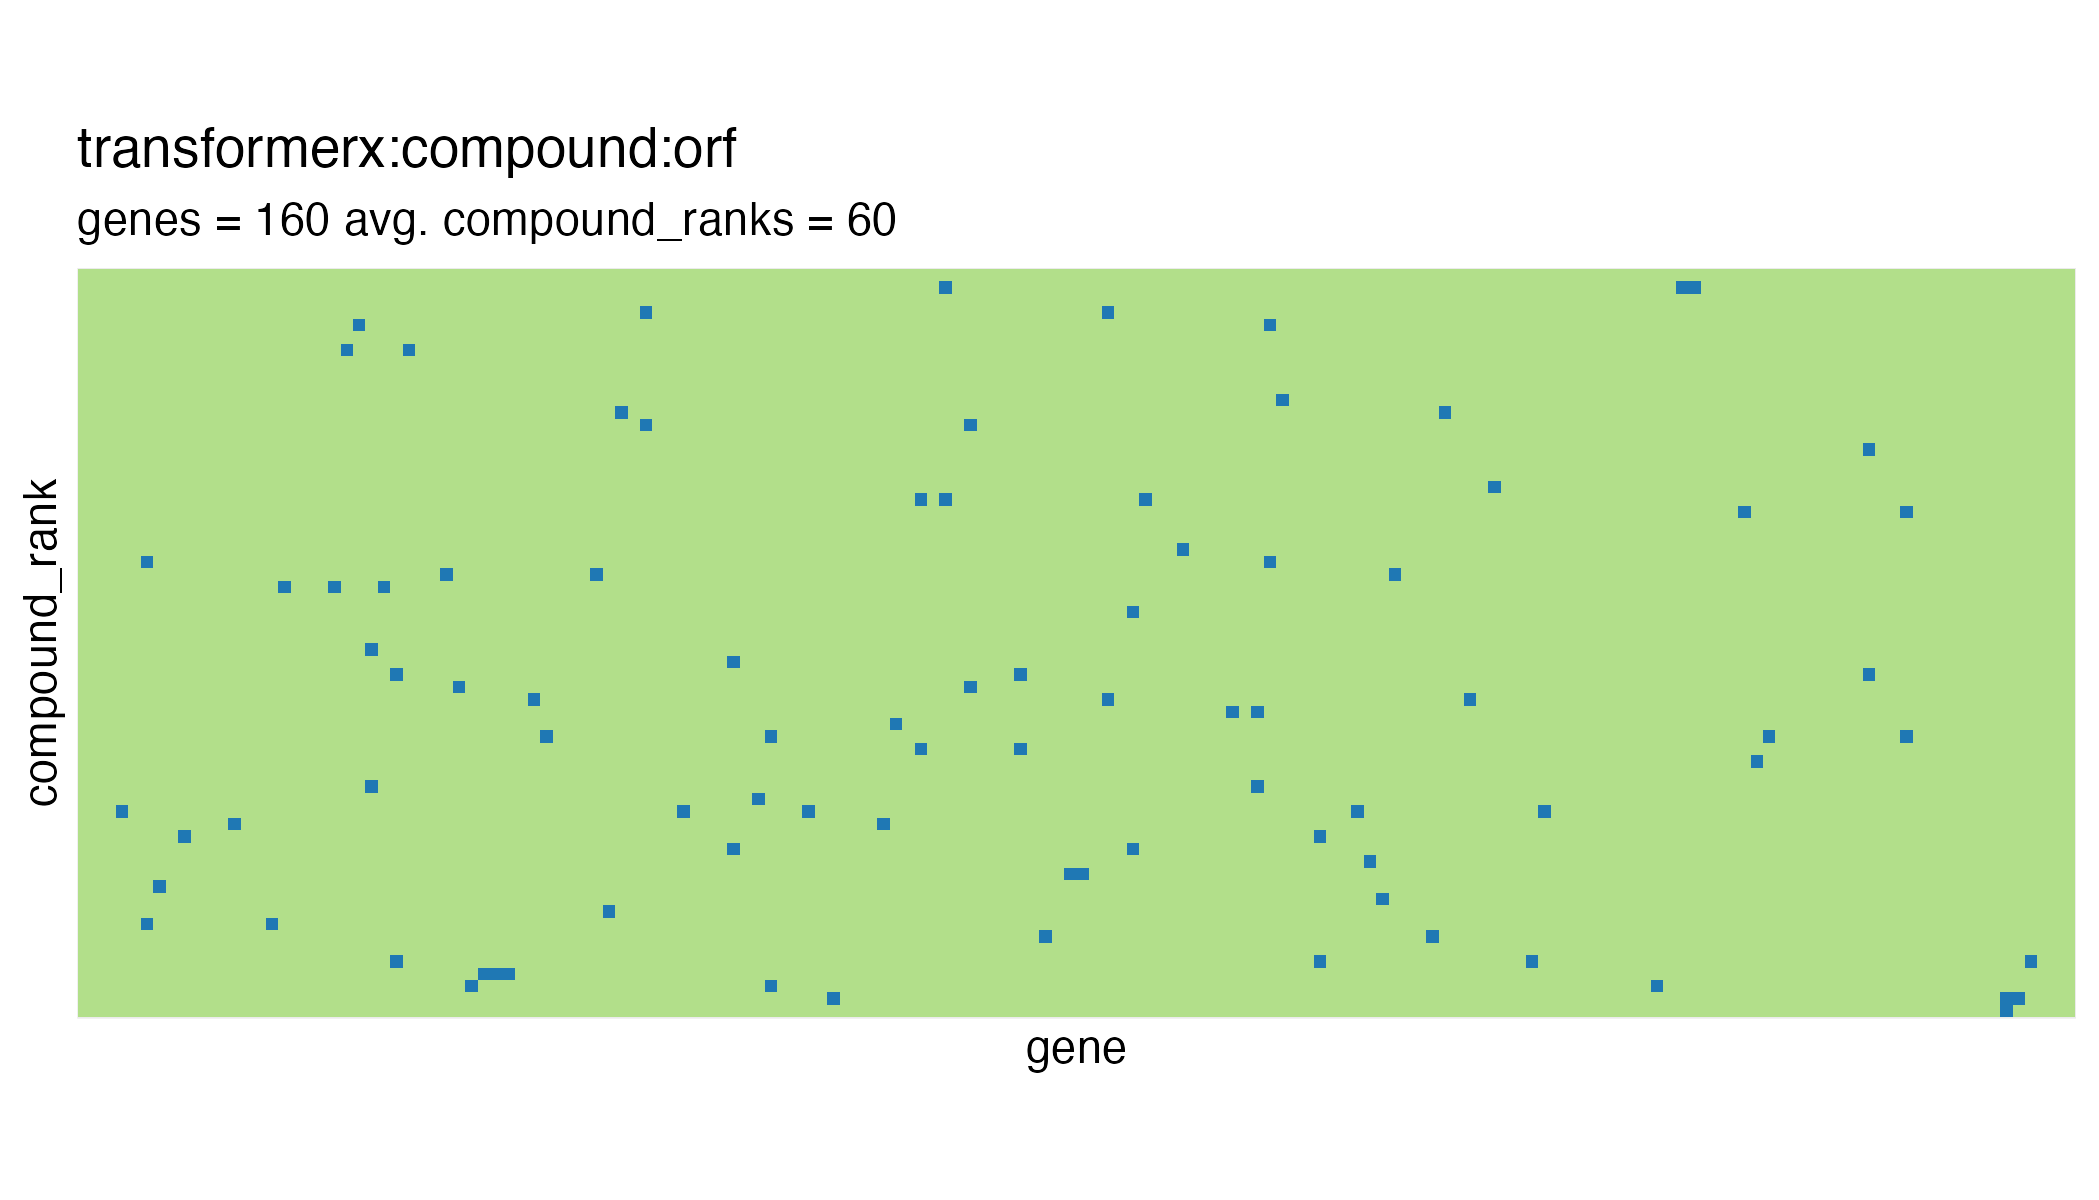 transformerx:compound:orf
genes = 160 avg. compound_ranks = 60
compound_rank
gene